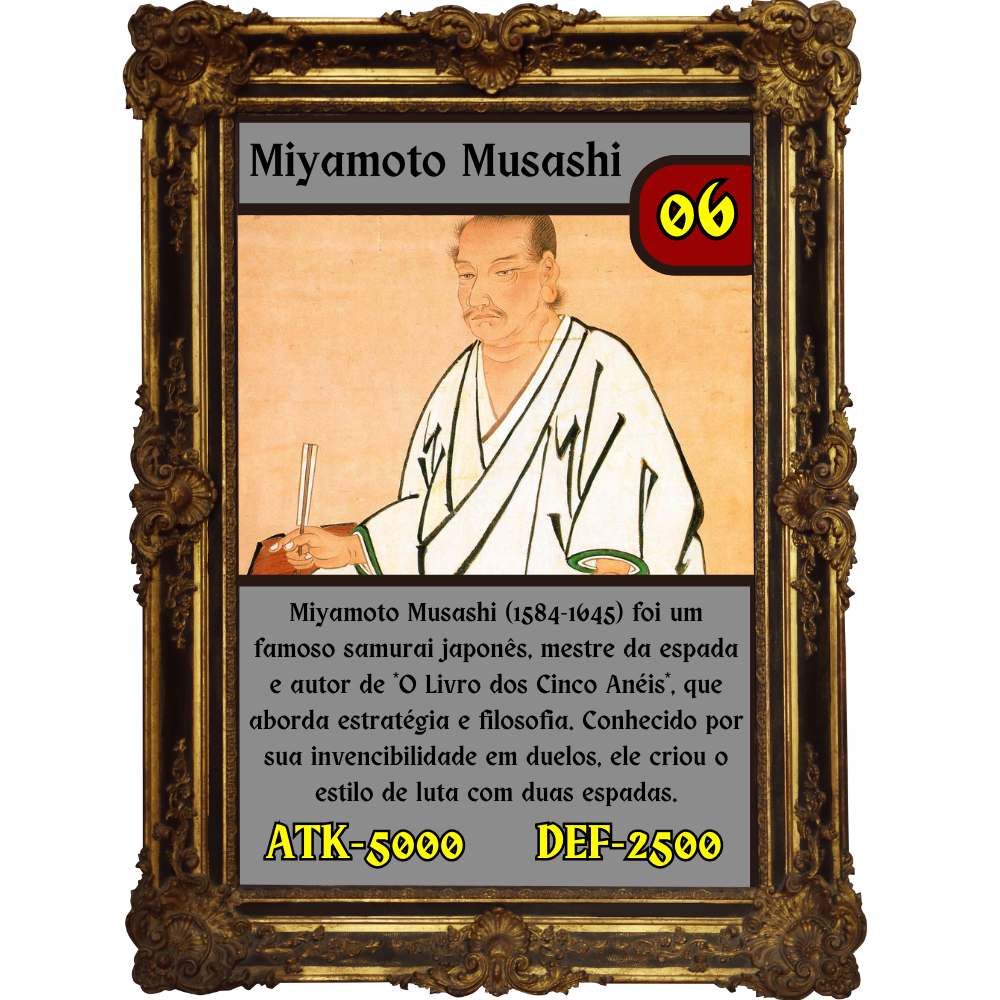 Miyamoto Musashi
06
Miyamoto Musashi (1584-1645) foi um
famoso samurai japonês, mestre da espada
e autor de *O Livro dos Cinco Anéis*, que
aborda estratégia e filosofia. Conhecido por
sua invencibilidade em duelos, ele criou o
estilo de luta com duas espadas.
ATK-5000 DEF-2500